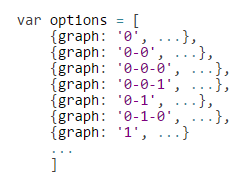 var options = [
    {graph: '0', ...},
    {graph: '0-0', ...},
    {graph: '0-0-0', ...},
    {graph: '0-0-1', ...},
    {graph: '0-1', ...},
    {graph: '0-1-0', ...},
    {graph: '1', ...}
    ...
    ]